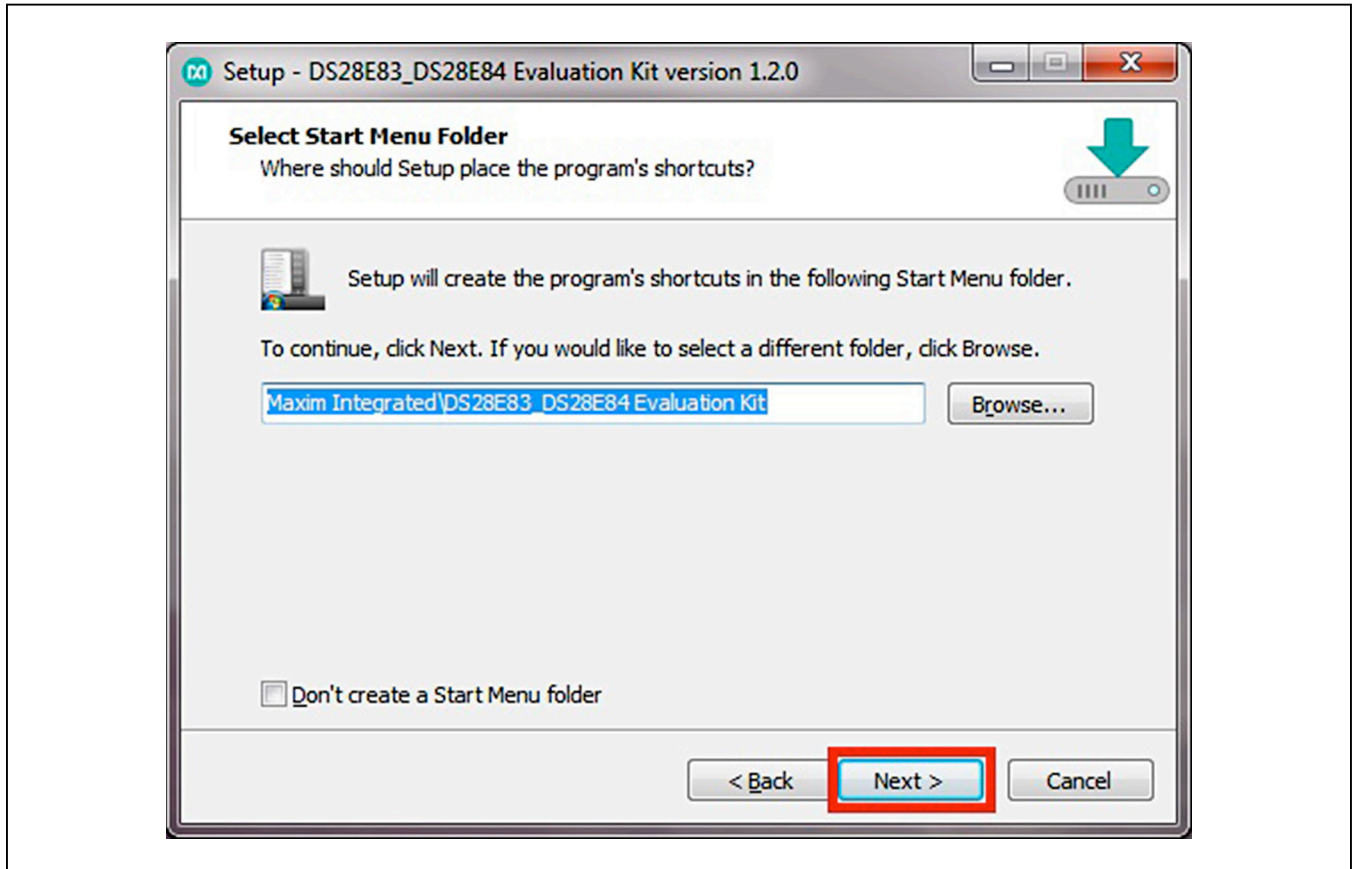 Setup - DS28E83_DS28E84 Evaluation Kit version 1.2.0
Select Start Menu Folder
Where should Setup place the program's shortcuts?
Setup will create the program's shortcuts in the following Start Menu folder.
To continue, click Next. If you would like to select a different folder, click Browse.
Maxim Integrated\DS28E83_DS28E84 Evaluation Kit
Browse...
Don't create a Start Menu folder
< Back
Next >
Cancel